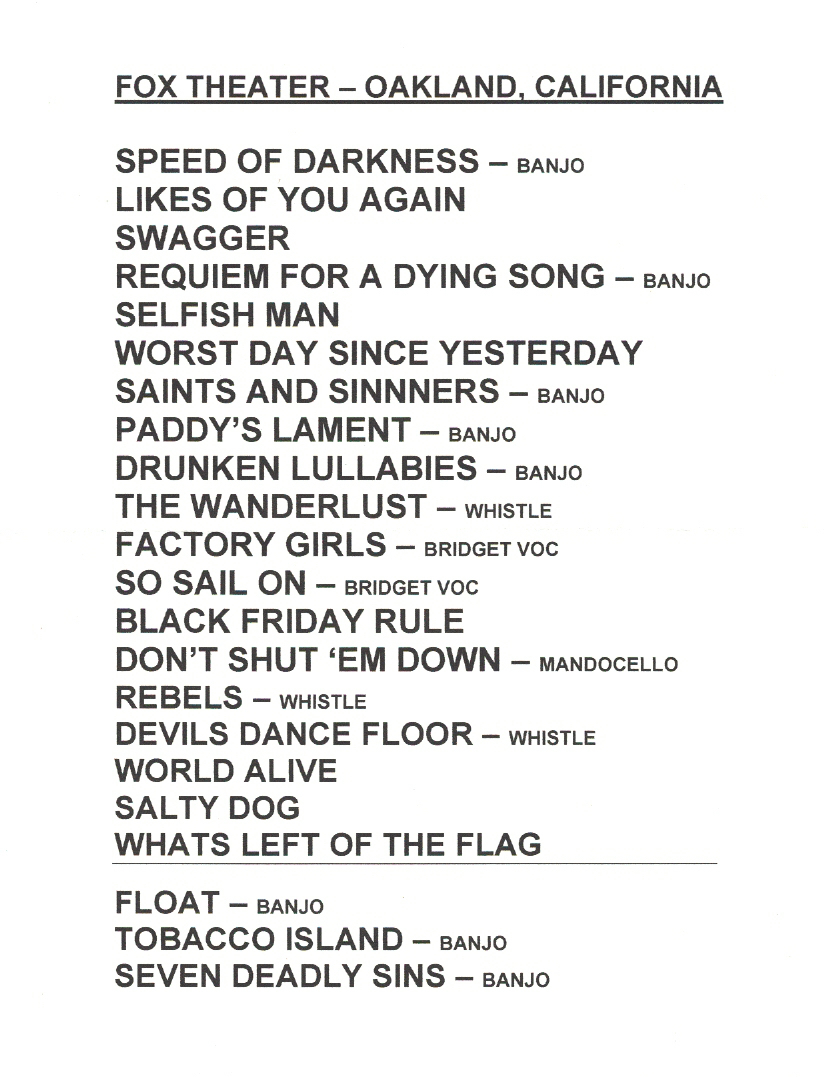 FOX THEATER – OAKLAND, CALIFORNIA
SPEED OF DARKNESS – BANJO
LIKES OF YOU AGAIN
SWAGGER
REQUIEM FOR A DYING SONG – BANJO
SELFISH MAN
WORST DAY SINCE YESTERDAY
SAINTS AND SINNNERS – BANJO
PADDY’S LAMENT – BANJO
DRUNKEN LULLABIES – BANJO
THE WANDERLUST – WHISTLE
FACTORY GIRLS – BRIDGET VOC
SO SAIL ON – BRIDGET VOC
BLACK FRIDAY RULE
DON’T SHUT ‘EM DOWN – MANDOCELLO
REBELS – WHISTLE
DEVILS DANCE FLOOR – WHISTLE
WORLD ALIVE
SALTY DOG
WHATS LEFT OF THE FLAG
FLOAT – BANJO
TOBACCO ISLAND – BANJO
SEVEN DEADLY SINS – BANJO